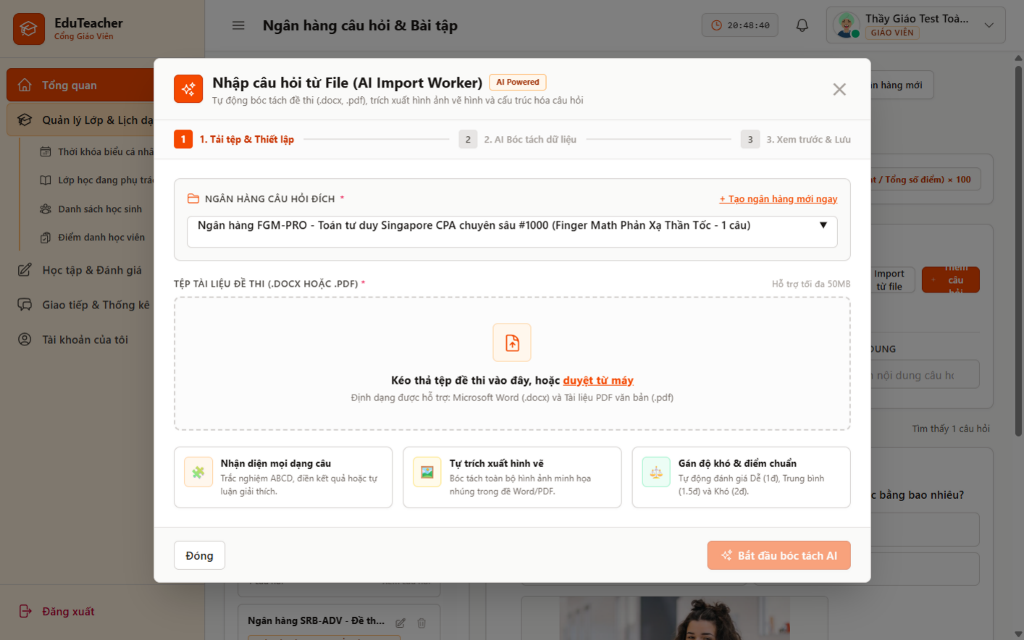 EduTeacher
Cổng Giáo Viên
Ngân hàng câu hỏi & Bài tập
20:48:40
Thầy Giáo Test Toá...
GIÁO VIÊN
Tổng quan
Quản lý Lớp & Lịch dạ
Thời khóa biểu cá nhâ
Lớp học đang phụ trác
Danh sách học sinh
Điểm danh học viên
Học tập & Đánh giá
Giao tiếp & Thống kê
Tài khoản của tôi
Đăng xuất
Nhập câu hỏi từ File (AI Import Worker)
AI Powered
Tự động bóc tách đề thi (.docx, .pdf), trích xuất hình ảnh vẽ hình và cấu trúc hóa câu hỏi
1 1. Tải tệp & Thiết lập
2 2. AI Bóc tách dữ liệu
3 3. Xem trước & Lưu
NGÂN HÀNG CÂU HỎI ĐÍCH *
+ Tạo ngân hàng mới ngay
Ngân hàng FGM-PRO - Toán tư duy Singapore CPA chuyên sâu #1000 (Finger Math Phản Xạ Thần Tốc - 1 câu)
TỆP TÀI LIỆU ĐỀ THI (.DOCX HOẶC .PDF) *
Hỗ trợ tối đa 50MB
Kéo thả tệp đề thi vào đây, hoặc duyệt từ máy
Định dạng được hỗ trợ: Microsoft Word (.docx) và Tài liệu PDF văn bản (.pdf)
Nhận diện mọi dạng câu
Trắc nghiệm ABCD, điền kết quả hoặc tự
luận giải thích.
Tự trích xuất hình vẽ
Bóc tách toàn bộ hình ảnh minh họa
nhúng trong đề Word/PDF.
Gán độ khó & điểm chuẩn
Tự động đánh giá Dễ (1đ), Trung bình
(1.5đ) và Khó (2đ).
Đóng
Bắt đầu bóc tách AI
n hàng mới
/ Tổng số điểm) × 100
Import
từ file
Thêm
câu
hỏi
DUNG
nội dung câu hỏ
Tìm thấy 1 câu hỏi
c bằng bao nhiêu?
Ngân hàng SRB-ADV - Đề th...